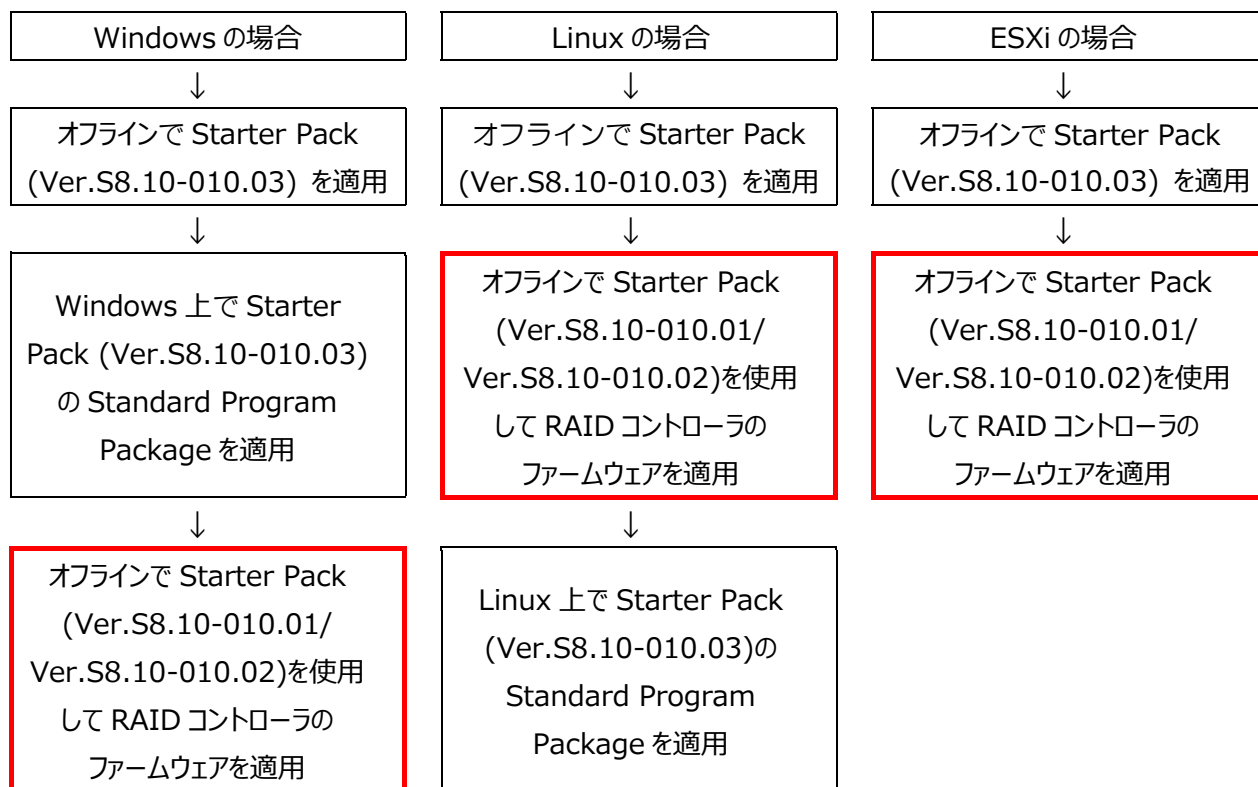 Windows の場合
↓
オフラインで Starter Pack
(Ver.S8.10-010.03) を適用
↓
Windows 上で Starter
Pack (Ver.S8.10-010.03)
の Standard Program
Package を適用
↓
オフラインで Starter Pack
(Ver.S8.10-010.01/
Ver.S8.10-010.02)を使用
して RAID コントローラの
ファームウェアを適用
Linux の場合
↓
オフラインで Starter Pack
(Ver.S8.10-010.03) を適用
↓
オフラインで Starter Pack
(Ver.S8.10-010.01/
Ver.S8.10-010.02)を使用
して RAID コントローラの
ファームウェアを適用
↓
Linux 上で Starter Pack
(Ver.S8.10-010.03)の
Standard Program
Package を適用
ESXi の場合
↓
オフラインで Starter Pack
(Ver.S8.10-010.03) を適用
↓
オフラインで Starter Pack
(Ver.S8.10-010.01/
Ver.S8.10-010.02)を使用
して RAID コントローラの
ファームウェアを適用